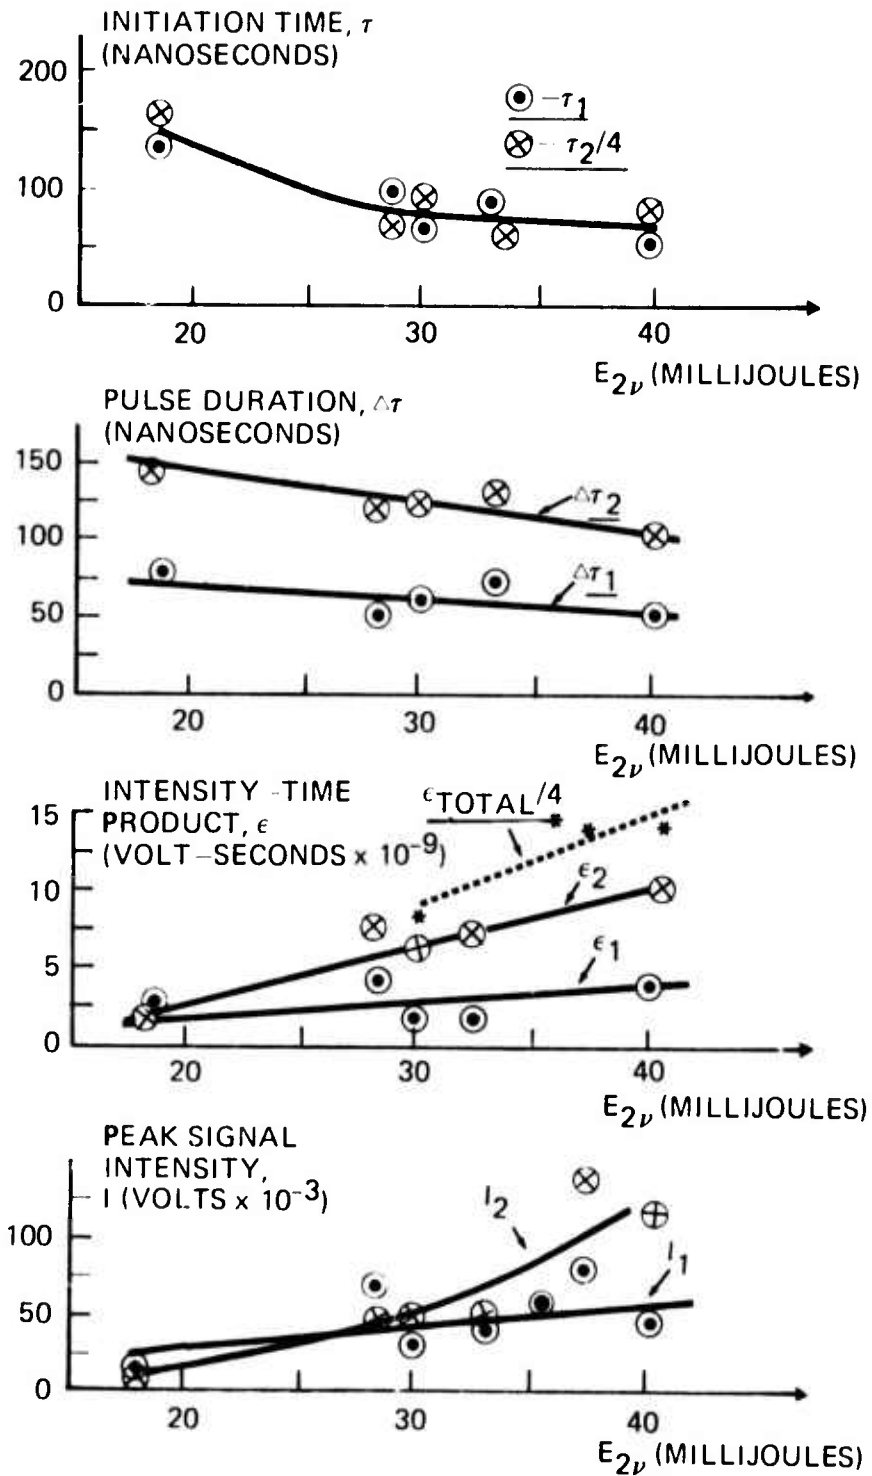 INITIATION TIME, τ
(NANOSECONDS)
200
100
0
⊙ – τ1
⊗ - τ2/4
20 30 40
E2ν (MILLIJOULES)
PULSE DURATION, Δτ
(NANOSECONDS)
150
100
50
0
Δτ2
Δτ1
20 30 40
E2ν (MILLIJOULES)
INTENSITY -TIME
PRODUCT, ϵ
(VOLT-SECONDS x 10-9)
15
10
5
0
ϵTOTAL/4
ϵ2
ϵ1
20 30 40
E2ν (MILLIJOULES)
PEAK SIGNAL
INTENSITY,
I (VOLTS x 10-3)
100
50
0
I2
I1
20 30 40
E2ν (MILLIJOULES)